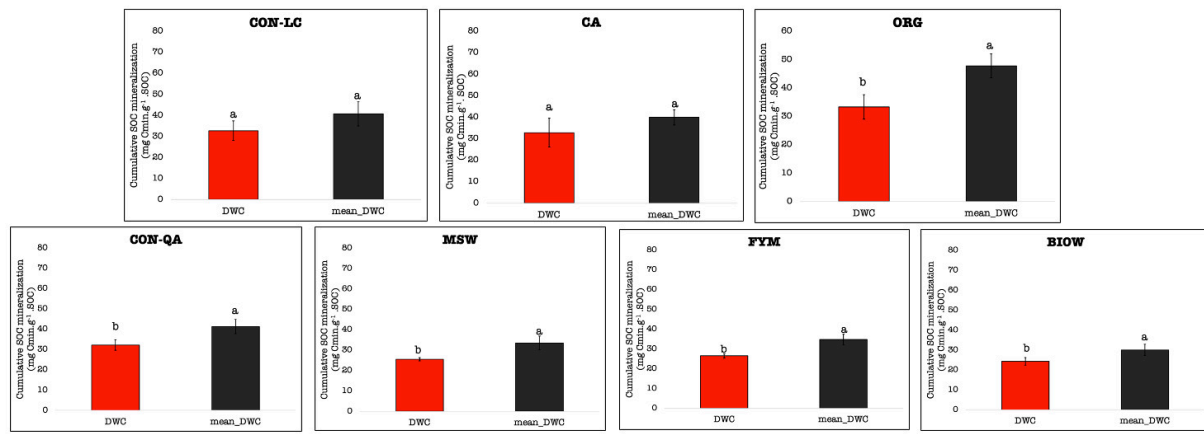 CON-LC
Cumulative SOC mineralization
(mg Cmin.g⁻¹ .SOC)
80
70
60
50
40
30
20
10
0
a
a
DWC
mean_DWC
CA
Cumulative SOC mineralization
(mg Cmin.g⁻¹. SOC)
80
70
60
50
40
30
20
10
0
a
a
DWC
mean_DWC
ORG
Cumulative SOC mineralization
(mg Cmin.g⁻¹ .SOC)
60
50
40
30
20
10
0
b
a
DWC
mean_DWC
CON-QA
Cumulative SOC mineralization
(mg Cmin.g⁻¹ .SOC)
80
70
60
50
40
30
20
10
0
b
a
DWC
mean_DWC
MSW
Cumulative SOC mineralization
(mg Cmin.g⁻¹ .SOC)
80
70
60
50
40
30
20
10
0
b
a
DWC
mean_DWC
FYM
Cumulative SOC mineralization
(mg Cmin.g⁻¹ .SOC)
80
70
60
50
40
30
20
10
0
b
a
DWC
mean_DWC
BIOW
Cumulative SOC mineralization
(mg Cmin.g⁻¹ .SOC)
80
70
60
50
40
30
20
10
0
b
a
DWC
mean_DWC